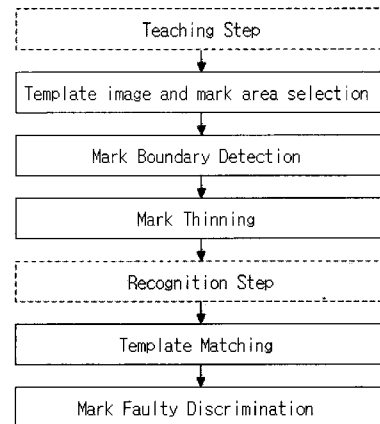 Teaching Step
Template image and mark area selection
Mark Boundary Detection
Mark Thinning
Recognition Step
Template Matching
Mark Faulty Discrimination